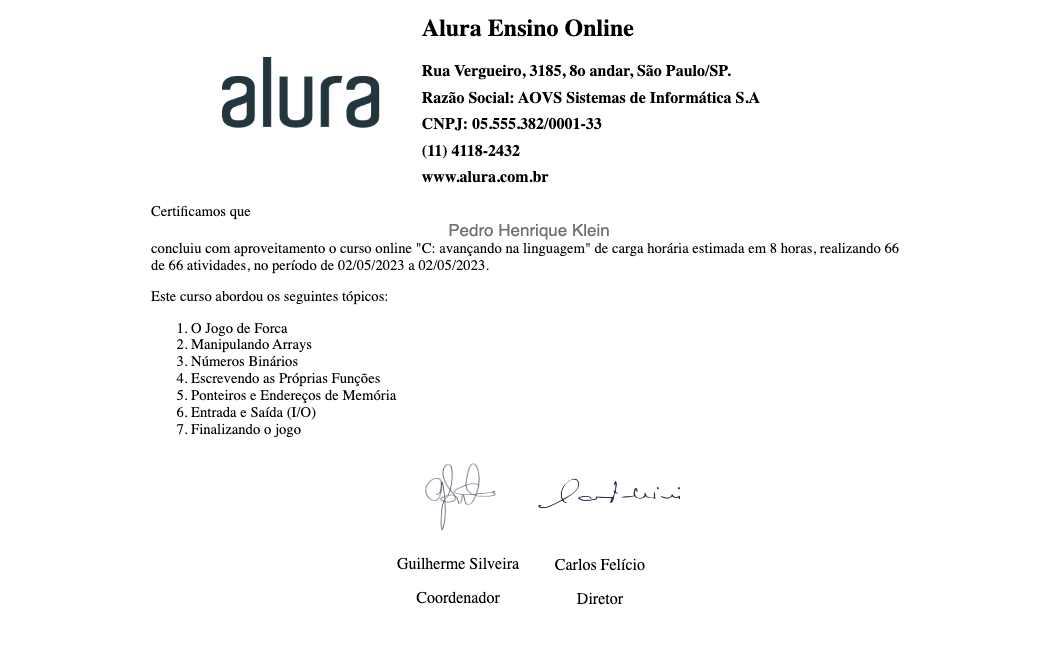 alura
Alura Ensino Online
Rua Vergueiro, 3185, 8o andar, São Paulo/SP.
Razão Social: AOVS Sistemas de Informática S.A
CNPJ: 05.555.382/0001-33
(11) 4118-2432
www.alura.com.br
Certificamos que
Pedro Henrique Klein
concluiu com aproveitamento o curso online "C: avançando na linguagem" de carga horária estimada em 8 horas, realizando 66
de 66 atividades, no período de 02/05/2023 a 02/05/2023.
Este curso abordou os seguintes tópicos:
1. O Jogo de Forca
2. Manipulando Arrays
3. Números Binários
4. Escrevendo as Próprias Funções
5. Ponteiros e Endereços de Memória
6. Entrada e Saída (I/O)
7. Finalizando o jogo
Guilherme Silveira Carlos Felício
Coordenador Diretor